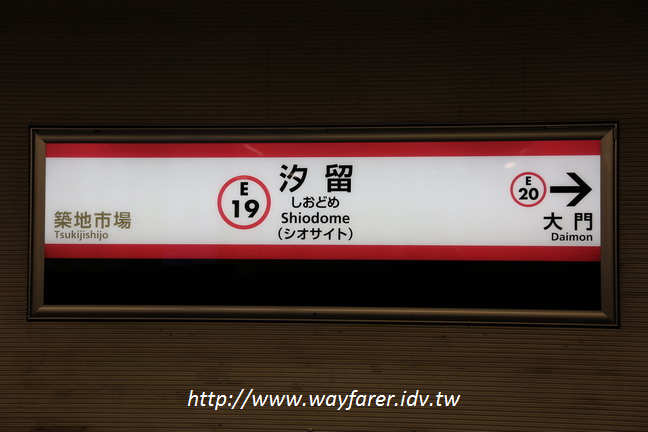 築地市場
Tsukijishijo
E
19
汐留
しおどめ
Shiodome
(シオサイト)
E
20
大門
Daimon
http://www.wayfarer.idv.tw